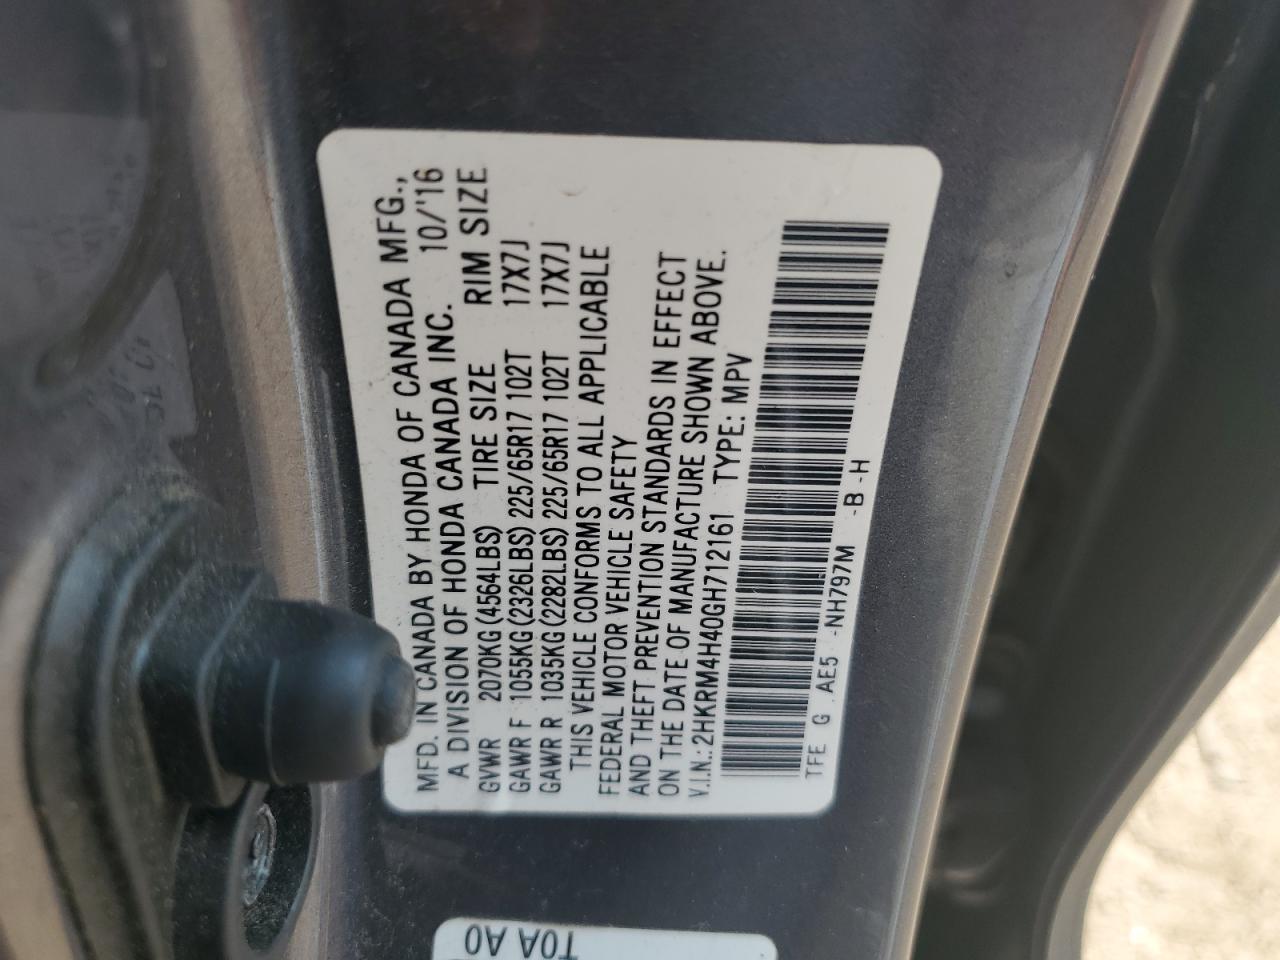 MFD. IN CANADA BY HONDA OF CANADA MFG.,
A DIVISION OF HONDA CANADA INC. 10/'16
GVWR 2070KG(4564LBS) TIRE SIZE RIM SIZE
GAWR F 1055KG(2326LBS) 225/65R17 102T 17X7J
GAWR R 1035KG(2282LBS) 225/65R17 102T 17X7J
THIS VEHICLE CONFORMS TO ALL APPLICABLE
FEDERAL MOTOR VEHICLE SAFETY
AND THEFT PREVENTION STANDARDS IN EFFECT
ON THE DATE OF MANUFACTURE SHOWN ABOVE.
V.I.N.: 2HKRM4H40GH712161 TYPE: MPV
TFE G AE5 -NH797M -B -H
T0A A0